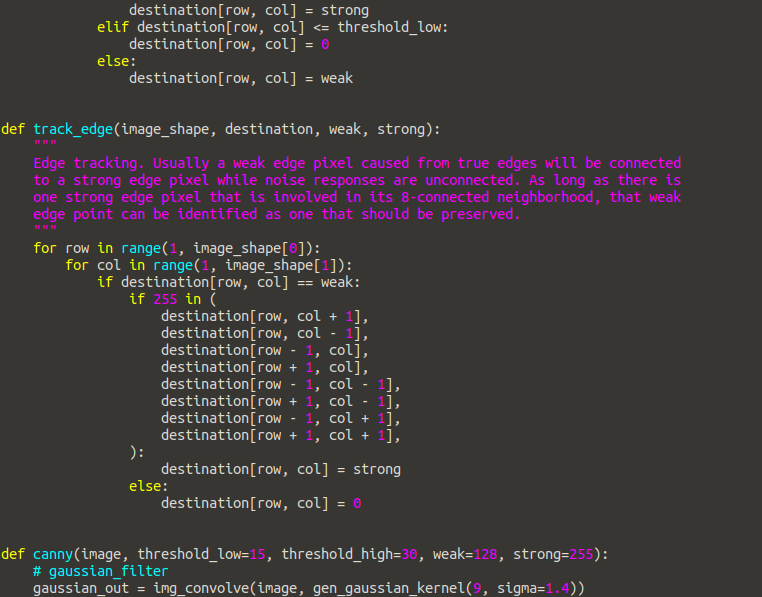 destination[row, col] = strong
            elif destination[row, col] <= threshold_low:
                destination[row, col] = 0
            else:
                destination[row, col] = weak


def track_edge(image_shape, destination, weak, strong):
    """
    Edge tracking. Usually a weak edge pixel caused from true edges will be connected
    to a strong edge pixel while noise responses are unconnected. As long as there is
    one strong edge pixel that is involved in its 8-connected neighborhood, that weak
    edge point can be identified as one that should be preserved.
    """
    for row in range(1, image_shape[0]):
        for col in range(1, image_shape[1]):
            if destination[row, col] == weak:
                if 255 in (
                    destination[row, col + 1],
                    destination[row, col - 1],
                    destination[row - 1, col],
                    destination[row + 1, col],
                    destination[row - 1, col - 1],
                    destination[row + 1, col - 1],
                    destination[row - 1, col + 1],
                    destination[row + 1, col + 1],
                ):
                    destination[row, col] = strong
                else:
                    destination[row, col] = 0


def canny(image, threshold_low=15, threshold_high=30, weak=128, strong=255):
    # gaussian_filter
    gaussian_out = img_convolve(image, gen_gaussian_kernel(9, sigma=1.4))